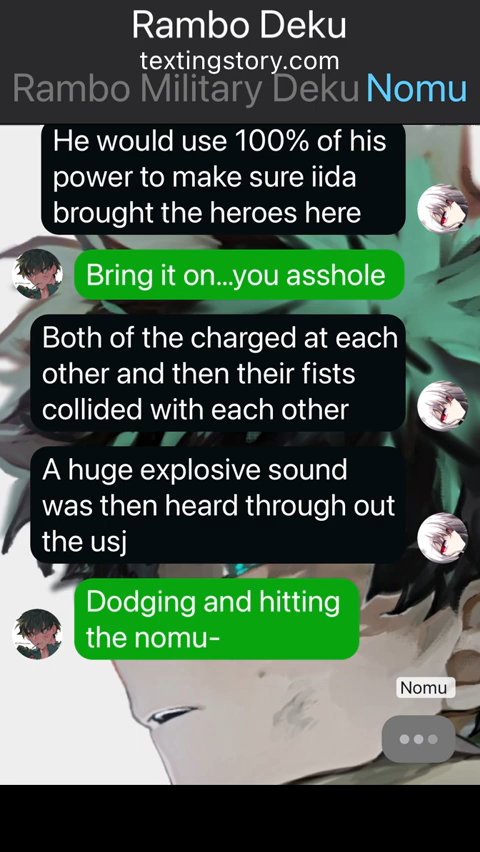 Rambo Deku
textingstory.com
Rambo Military Deku Nomu
He would use 100% of his
power to make sure iida
brought the heroes here
Bring it on...you asshole
Both of the charged at each
other and then their fists
collided with each other
A huge explosive sound
was then heard through out
the usj
Dodging and hitting
the nomu-
Nomu